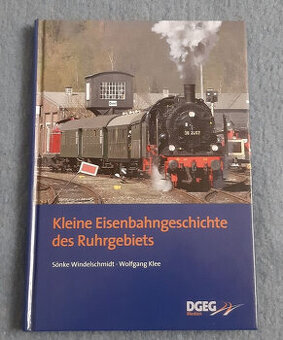 Kleine Eisenbahngeschichte
des Ruhrgebiets
Sönke Windelschmidt · Wolfgang Klee
DGEG
Medien